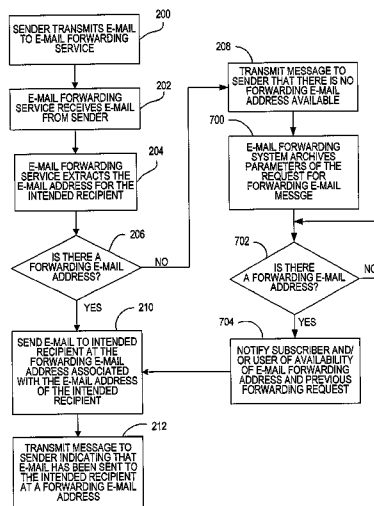 200
SENDER TRANSMITS E-MAIL
TO E-MAIL FORWARDING
SERVICE
202
E-MAIL FORWARDING
SERVICE RECEIVES E-MAIL
FROM SENDER
204
E-MAIL FORWARDING
SERVICE EXTRACTS THE
E-MAIL ADDRESS FOR THE
INTENDED RECIPIENT
206
IS THERE A
FORWARDING E-MAIL
ADDRESS?
NO
YES
210
SEND E-MAIL TO INTENDED
RECIPIENT AT THE
FORWARDING E-MAIL
ADDRESS ASSOCIATED
WITH THE E-MAIL ADDRESS
OF THE INTENDED
RECIPIENT
212
TRANSMIT MESSAGE TO
SENDER INDICATING THAT
E-MAIL HAS BEEN SENT TO
THE INTENDED RECIPIENT
AT A FORWARDING E-MAIL
ADDRESS
208
TRANSMIT MESSAGE TO
SENDER THAT THERE IS NO
FORWARDING E-MAIL
ADDRESS AVAILABLE
700
E-MAIL FORWARDING
SYSTEM ARCHIVES
PARAMETERS OF THE
REQUEST FOR
FORWARDING E-MAIL
MESSGE
702
IS THERE
A FORWARDING E-MAIL
ADDRESS?
NO
YES
704
NOTIFY SUBSCRIBER AND/
OR USER OF AVAILABILITY
OF E-MAIL FORWARDING
ADDRESS AND PREVIOUS
FORWARDING REQUEST